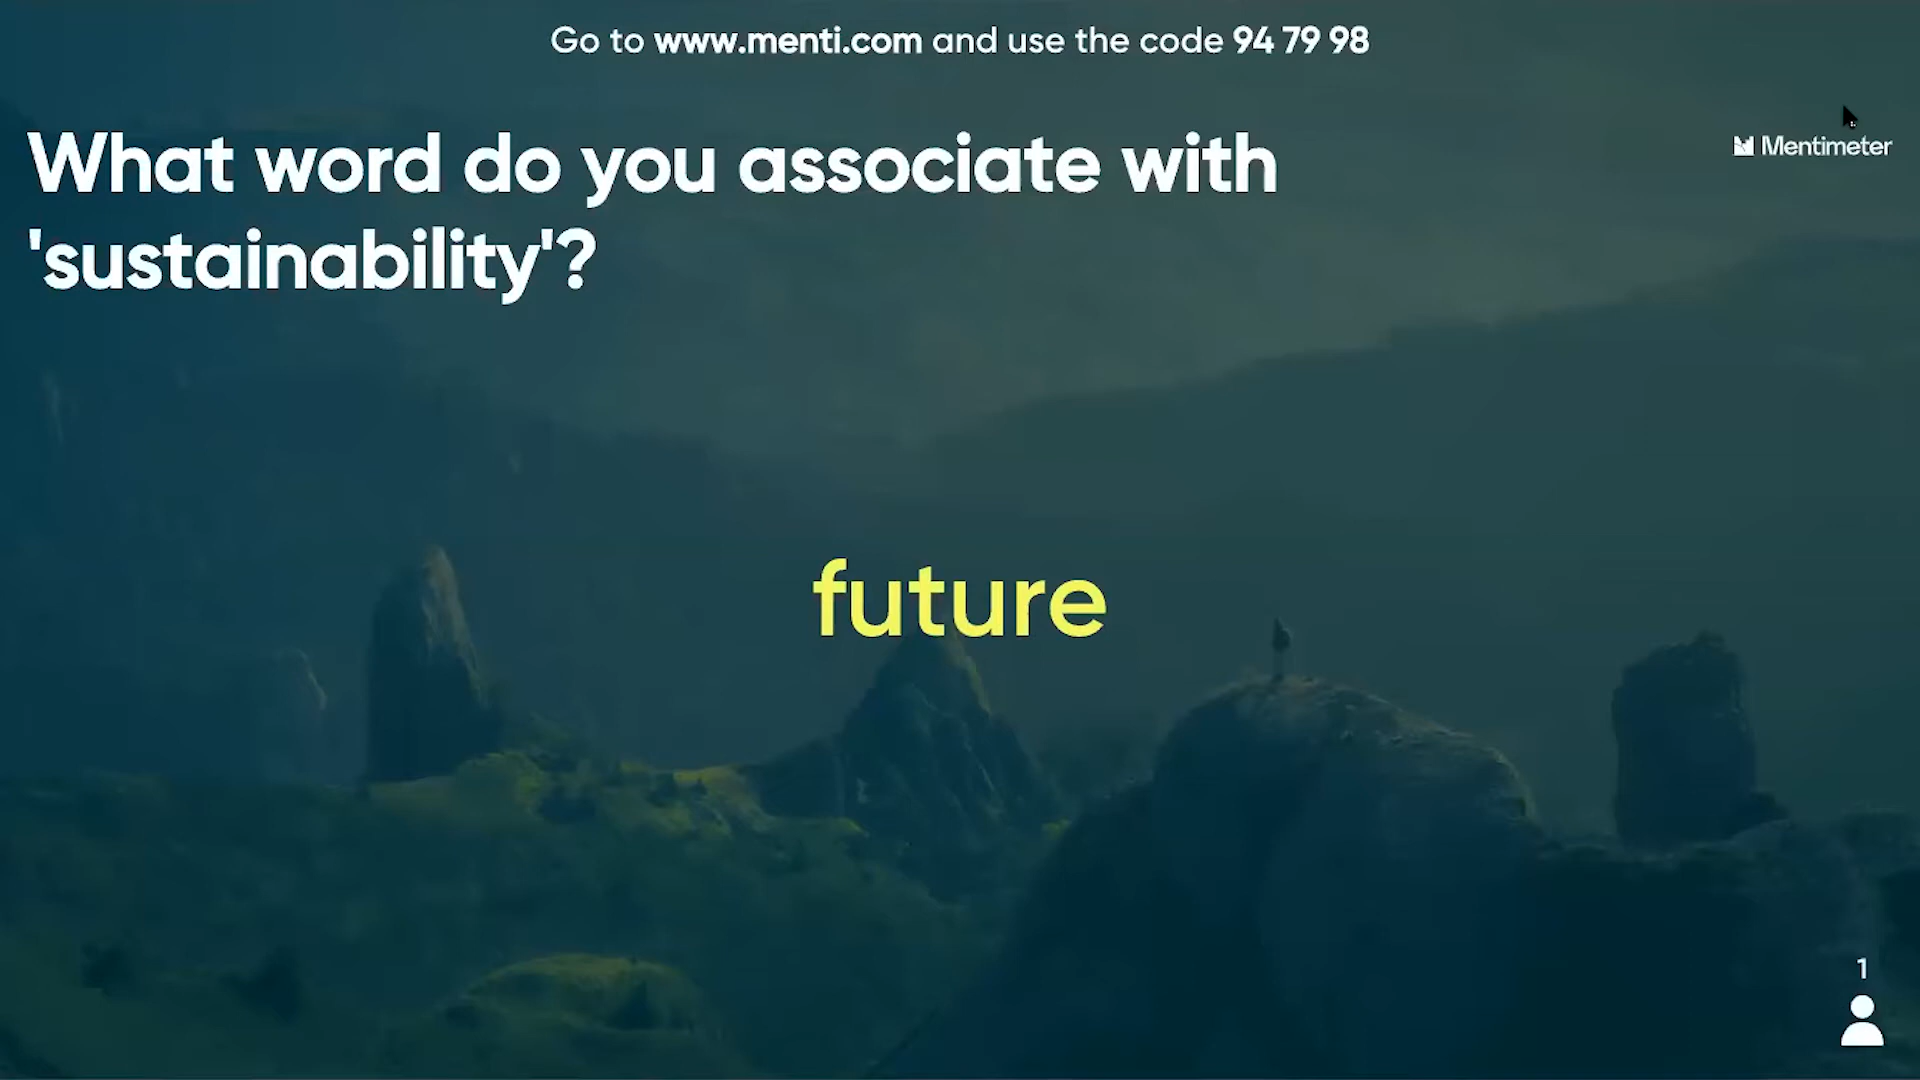 Go to www.menti.com and use the code 94 79 98
What word do you associate with
'sustainability'?
Mentimeter
future
1